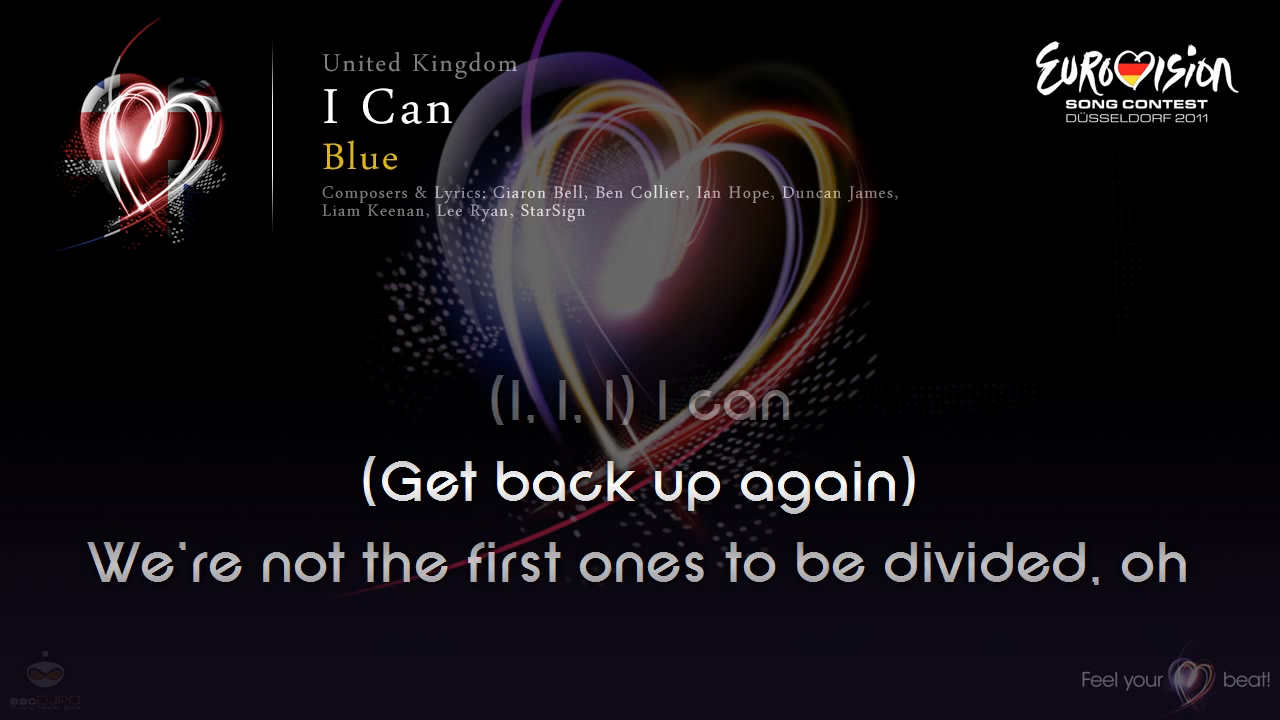 United Kingdom
I Can
Blue
Composers & Lyrics: Ciaron Bell, Ben Collier, Ian Hope, Duncan James,
Liam Keenan, Lee Ryan, StarSign
EUROVISION
SONG CONTEST
DÜSSELDORF 2011
(I, I, I) I can
(Get back up again)
We're not the first ones to be divided, oh
escDJPD
Feel your beat!